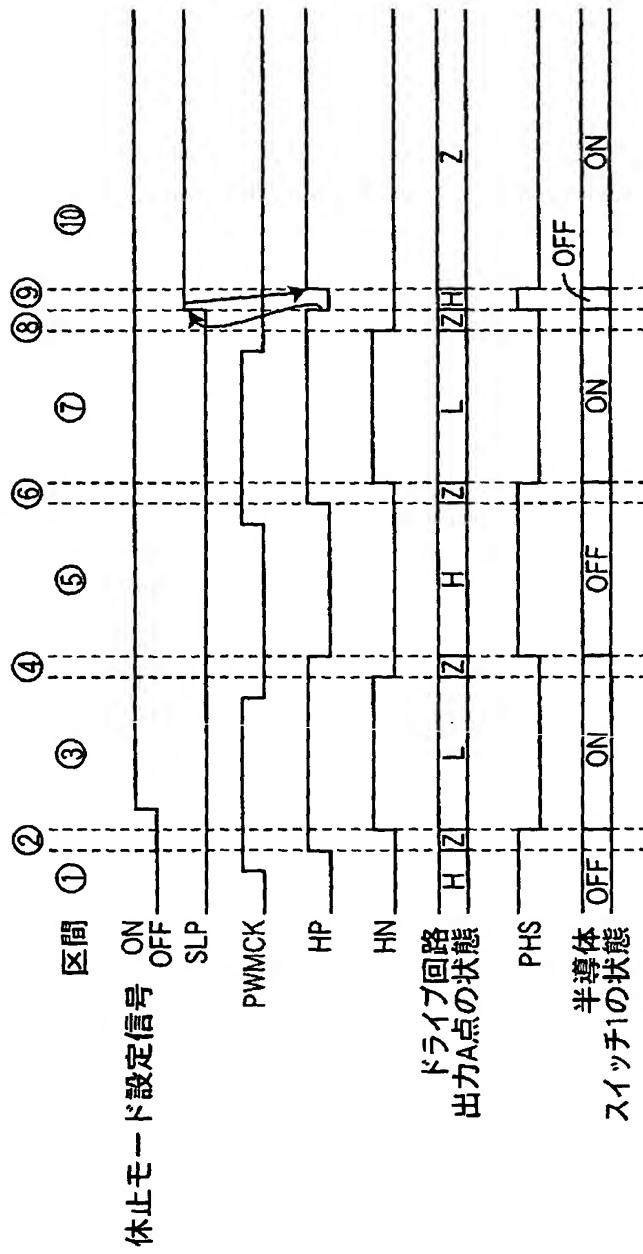 区間 ① ② ③ ④ ⑤ ⑥ ⑦ ⑧ ⑨ ⑩
休止モード設定信号 ON
OFF
SLP
PWMCK
HP
HN
ドライブ回路
出力A点の状態 H Z L Z H Z L Z H Z
PHS
半導体
スイッチ1の状態 OFF ON OFF ON OFF ON